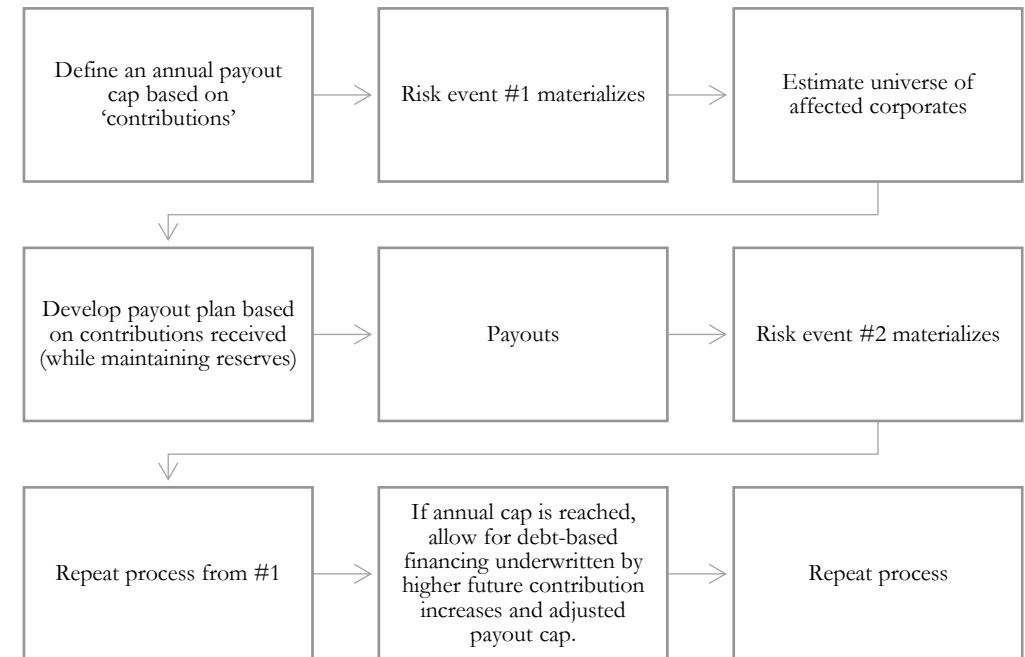 Define an annual payout
cap based on
‘contributions’
Risk event #1 materializes
Estimate universe of
affected corporates
Develop payout plan based
on contributions received
(while maintaining reserves)
Payouts
Risk event #2 materializes
Repeat process from #1
If annual cap is reached,
allow for debt-based
financing underwritten by
higher future contribution
increases and adjusted
payout cap.
Repeat process